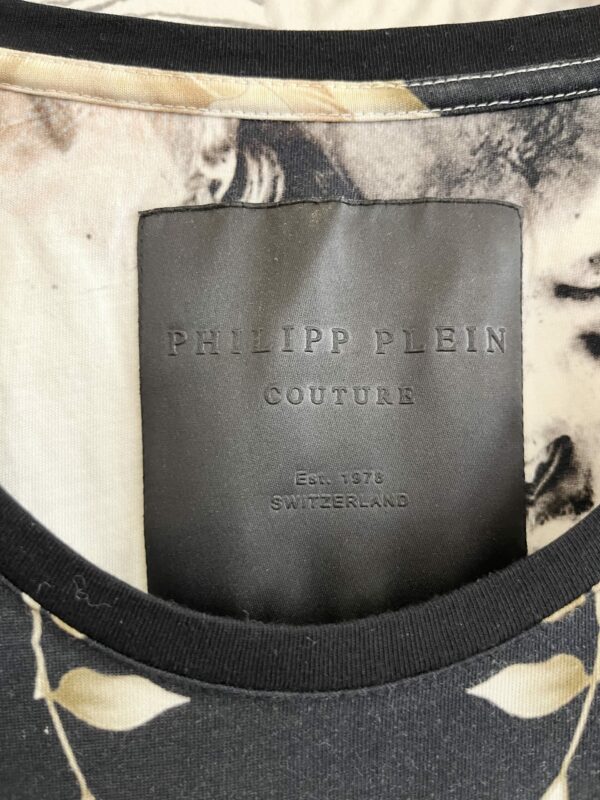 PHILIPP PLEIN
COUTURE
Est. 1978
SWITZERLAND